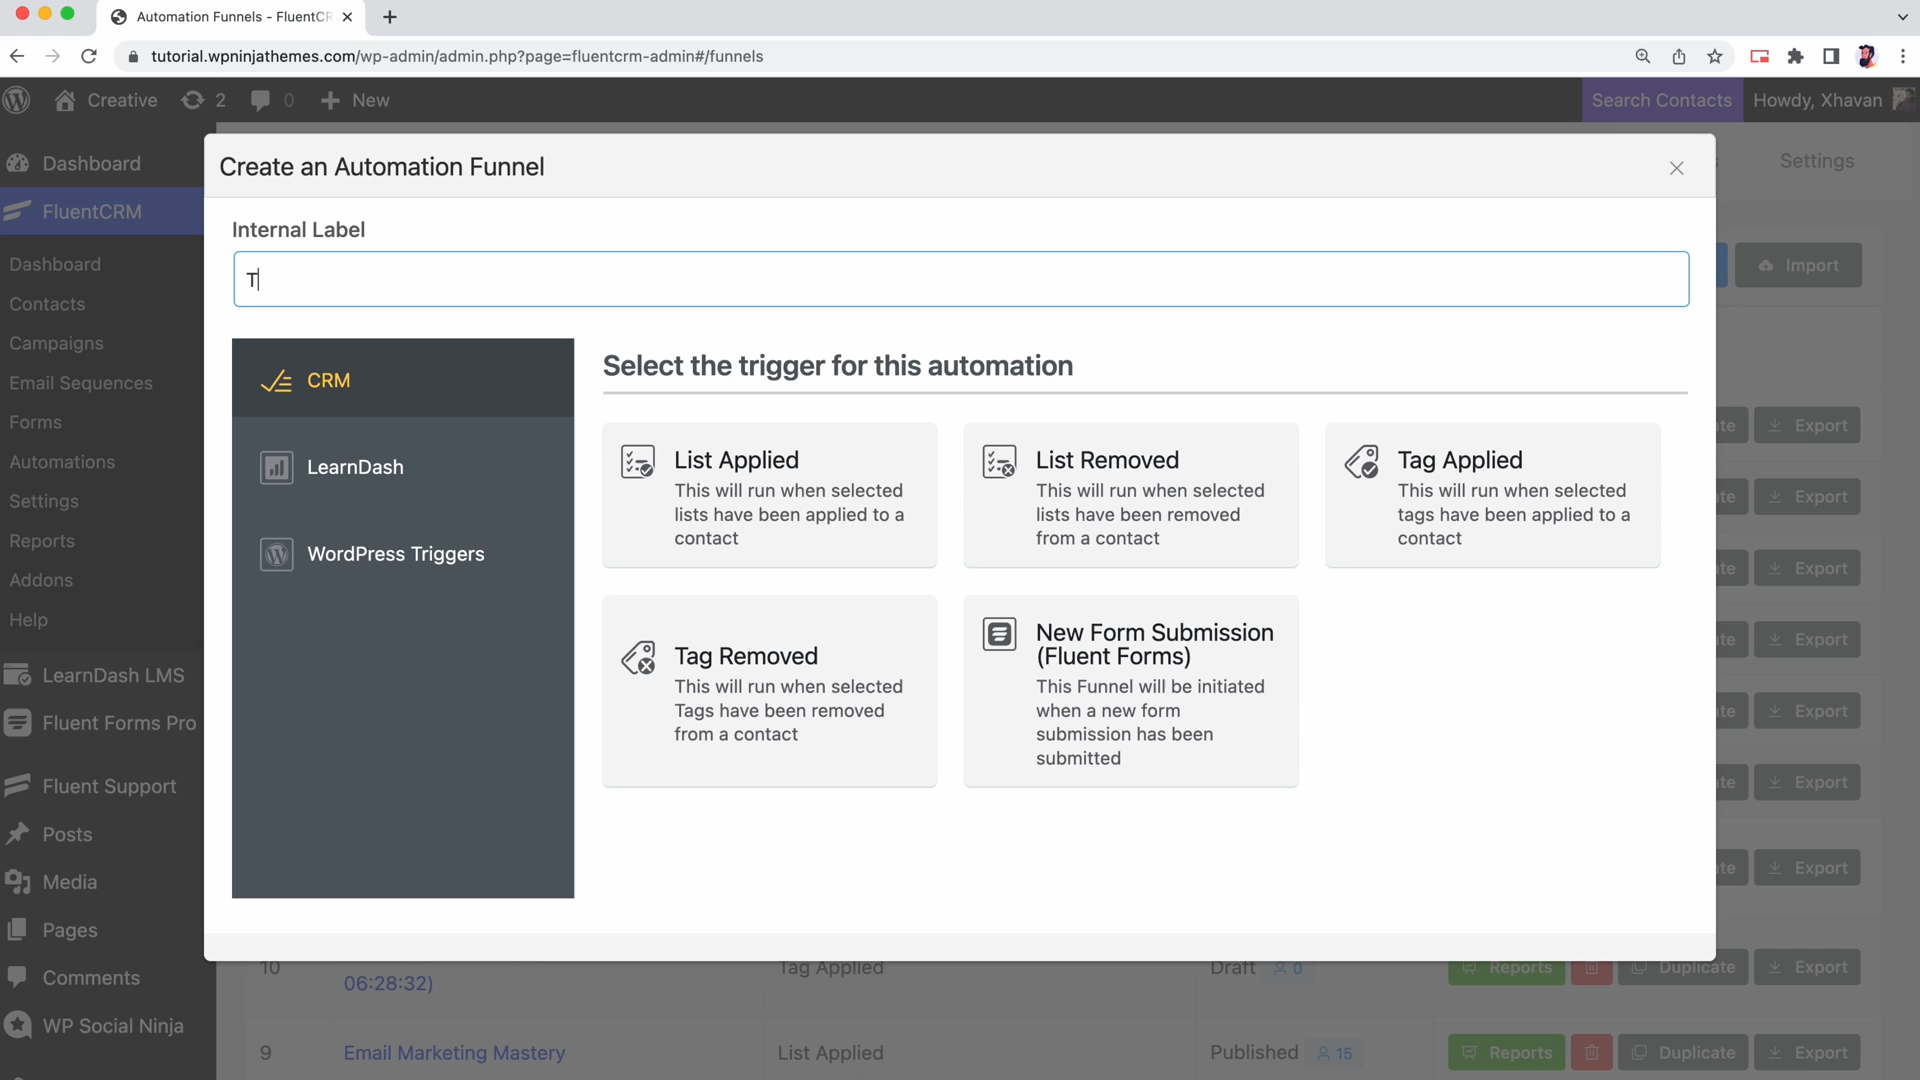 Automation Funnels - FluentCR
tutorial.wpninjathemes.com/wp-admin/admin.php?page=fluentcrm-admin#/funnels
Creative 2 0 New Search Contacts Howdy, Xhavan
Dashboard
FluentCRM
Dashboard
Contacts
Campaigns
Email Sequences
Forms
Automations
Settings
Reports
Addons
Help
LearnDash LMS
Fluent Forms Pro
Fluent Support
Posts
Media
Pages
Comments
WP Social Ninja
Settings
Import
Create an Automation Funnel
Internal Label
T
CRM
LearnDash
WordPress Triggers
Select the trigger for this automation
List Applied
This will run when selected
lists have been applied to a
contact
List Removed
This will run when selected
lists have been removed
from a contact
Tag Applied
This will run when selected
tags have been applied to a
contact
Tag Removed
This will run when selected
Tags have been removed
from a contact
New Form Submission
(Fluent Forms)
This Funnel will be initiated
when a new form
submission has been
submitted
te Export
te Export
te Export
te Export
te Export
te Export
te Export
10 06:28:32) Tag Applied Draft 0 Reports Duplicate Export
9 Email Marketing Mastery List Applied Published 15 Reports Duplicate Export